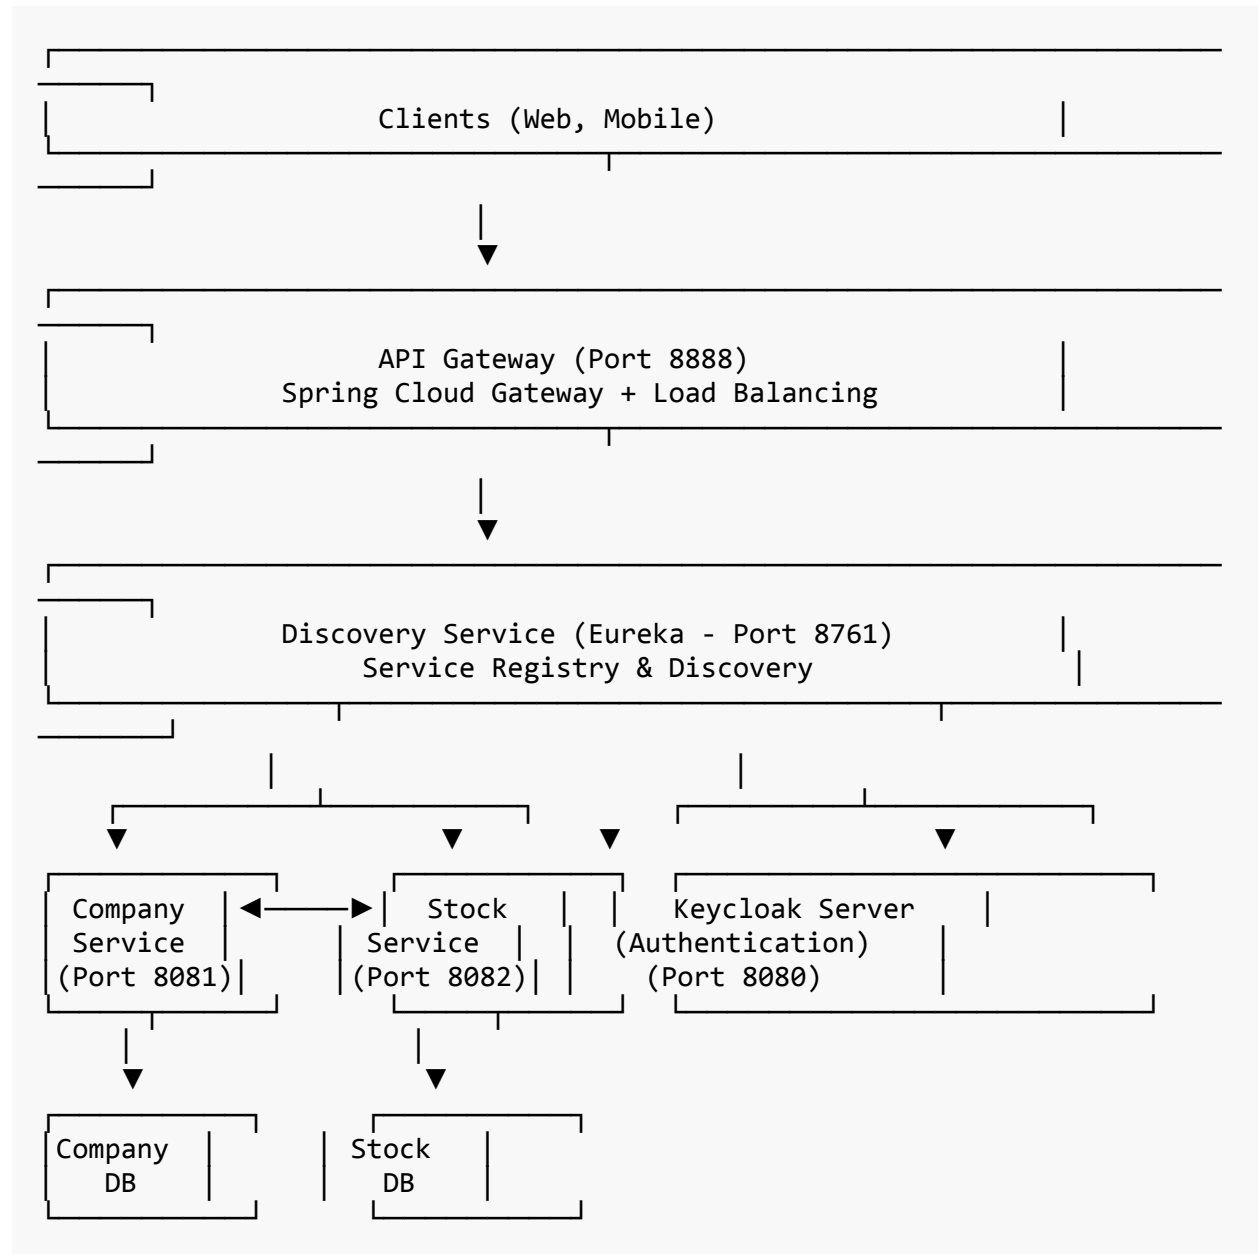 Clients (Web, Mobile)
API Gateway (Port 8888)
Spring Cloud Gateway + Load Balancing
Discovery Service (Eureka - Port 8761)
Service Registry & Discovery
Company Stock Keycloak Server
Service Service (Authentication)
(Port 8081) (Port 8082) (Port 8080)
Company Stock
DB DB